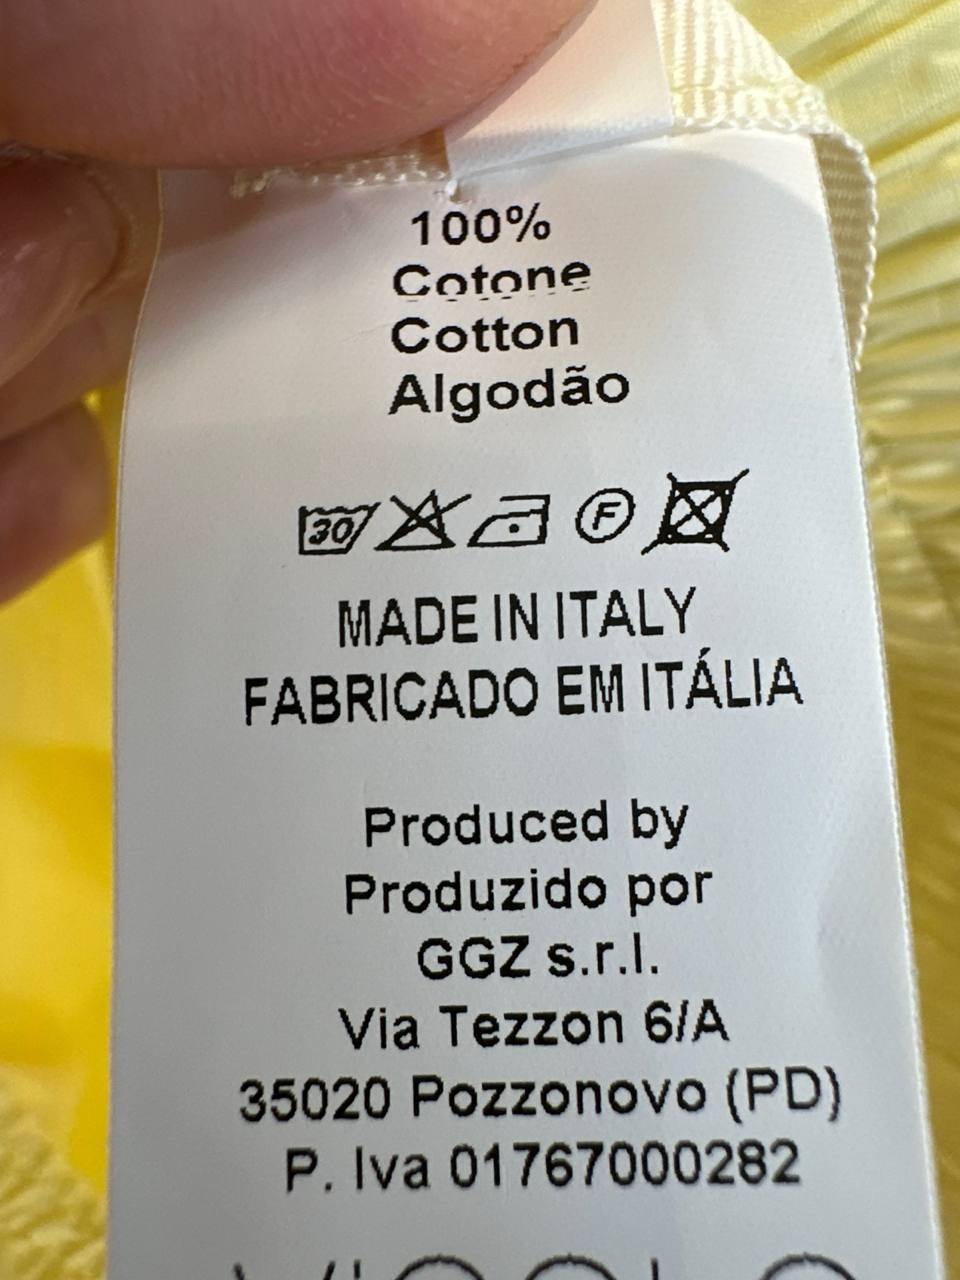 100%
Cotone
Cotton
Algodão
30 F
MADE IN ITALY
FABRICADO EM ITÁLIA
Produced by
Produzido por
GGZ s.r.l.
Via Tezzon 6/A
35020 Pozzonovo (PD)
P. Iva 01767000282